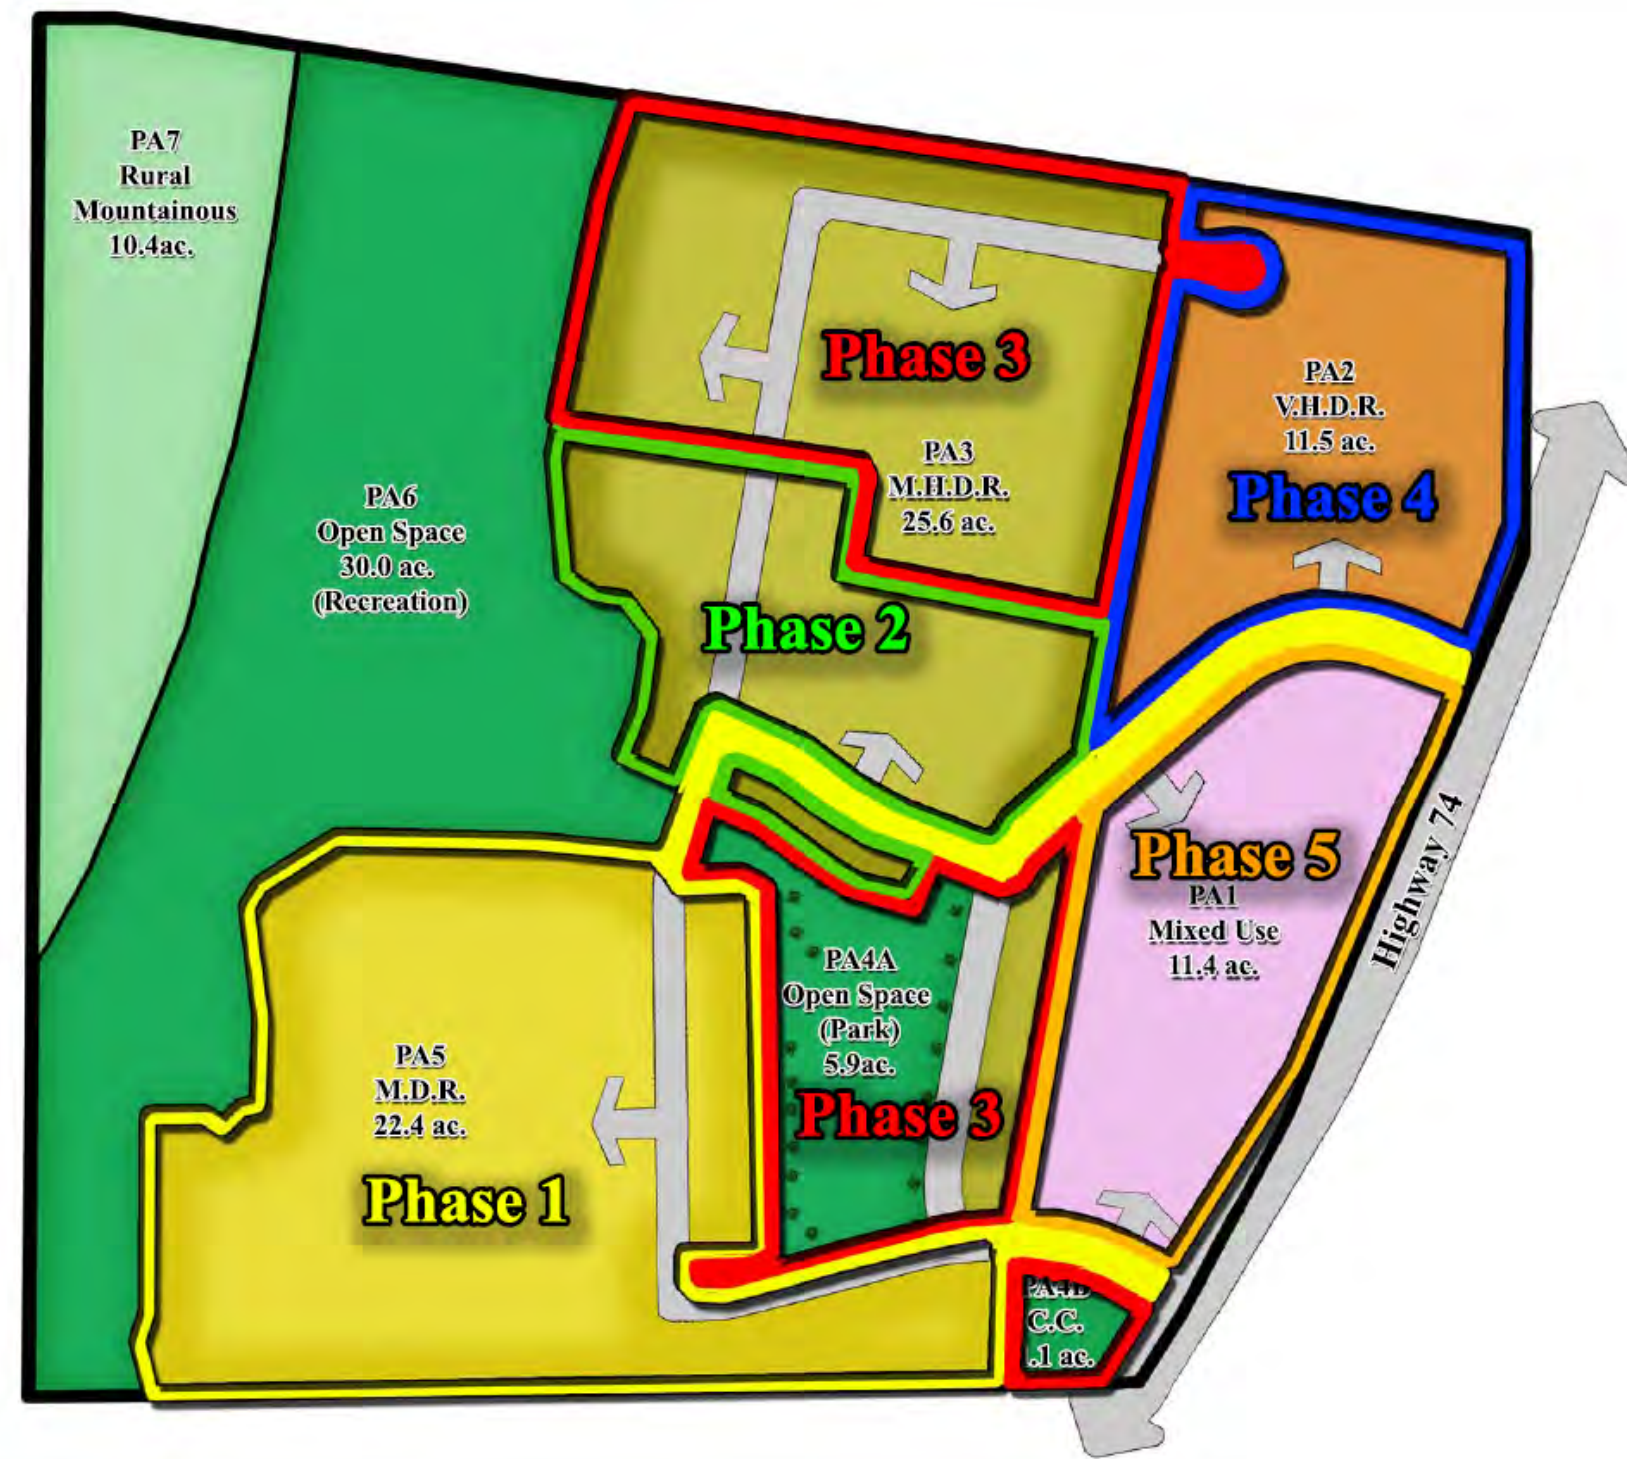 PA7
Rural
Mountainous
10.4ac.
PA6
Open Space
30.0 ac.
(Recreation)
Phase 3
PA3
M.H.D.R.
25.6 ac.
PA2
V.H.D.R.
11.5 ac.
Phase 4
Phase 2
Phase 5
PA1
Mixed Use
11.4 ac.
Highway 74
PA4A
Open Space
(Park)
5.9ac.
Phase 3
PA5
M.D.R.
22.4 ac.
Phase 1
PA4B
C.C.
.1 ac.